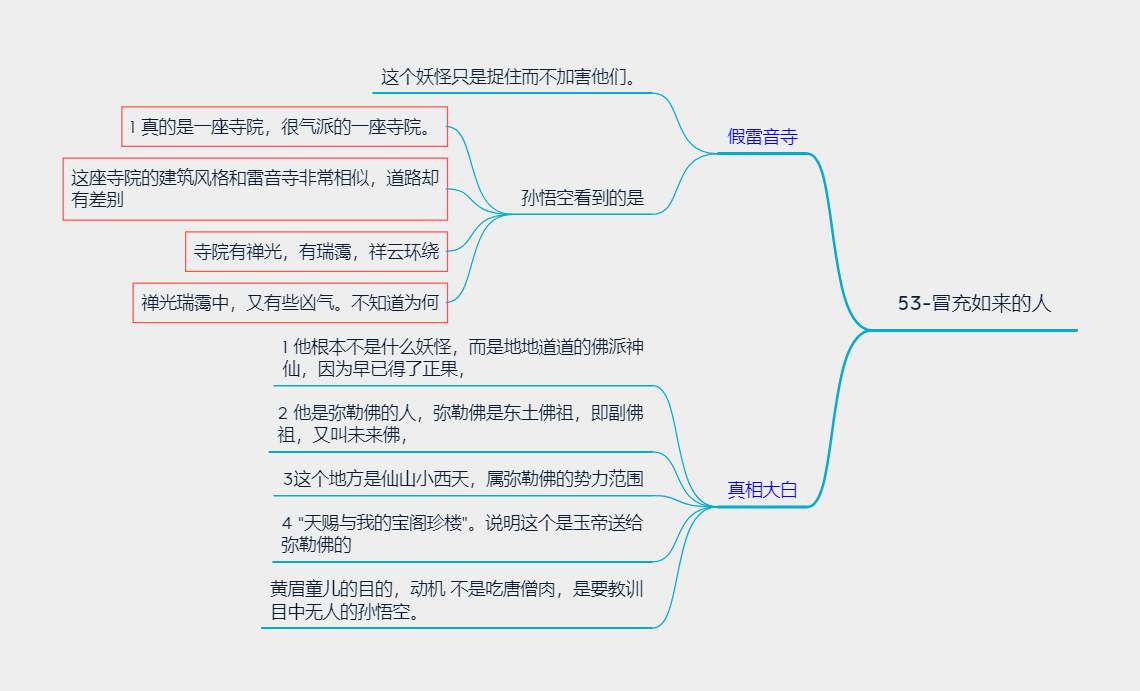 53-冒充如来的人
假雷音寺
这个妖怪只是捉住而不加害他们。
孙悟空看到的是
1 真的是一座寺院，很气派的一座寺院。
这座寺院的建筑风格和雷音寺非常相似，道路却
有差别
寺院有禅光，有瑞霭，祥云环绕
禅光瑞霭中，又有些凶气。不知道为何
真相大白
1 他根本不是什么妖怪，而是地地道道的佛派神
仙，因为早已得了正果，
2 他是弥勒佛的人，弥勒佛是东土佛祖，即副佛
祖，又叫未来佛，
3这个地方是仙山小西天，属弥勒佛的势力范围
4 "天赐与我的宝阁珍楼"。说明这个是玉帝送给
弥勒佛的
黄眉童儿的目的，动机 不是吃唐僧肉，是要教训
目中无人的孙悟空。